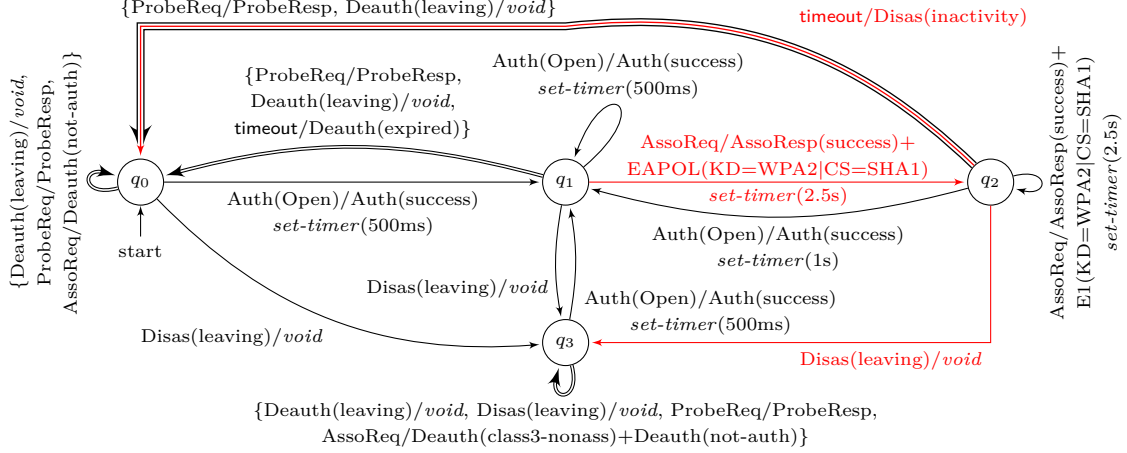 {ProbeReq/ProbeResp, Deauth(leaving)/void}
timeout/Disas(inactivity)
{Deauth(leaving)/void,
ProbeReq/ProbeResp,
AssoReq/Deauth(not-auth)}
{ProbeReq/ProbeResp,
Deauth(leaving)/void,
timeout/Deauth(expired)}
Auth(Open)/Auth(success)
set-timer(500ms)
AssoReq/AssoResp(success)+
EAPOL(KD=WPA2|CS=SHA1)
set-timer(2.5s)
AssoReq/AssoResp(success)+
E1(KD=WPA2|CS=SHA1)
set-timer(2.5s)
q0
q1
q2
Auth(Open)/Auth(success)
set-timer(500ms)
start
Auth(Open)/Auth(success)
set-timer(1s)
Disas(leaving)/void
Auth(Open)/Auth(success)
set-timer(500ms)
Disas(leaving)/void
q3
Disas(leaving)/void
{Deauth(leaving)/void, Disas(leaving)/void, ProbeReq/ProbeResp,
AssoReq/Deauth(class3-nonass)+Deauth(not-auth)}